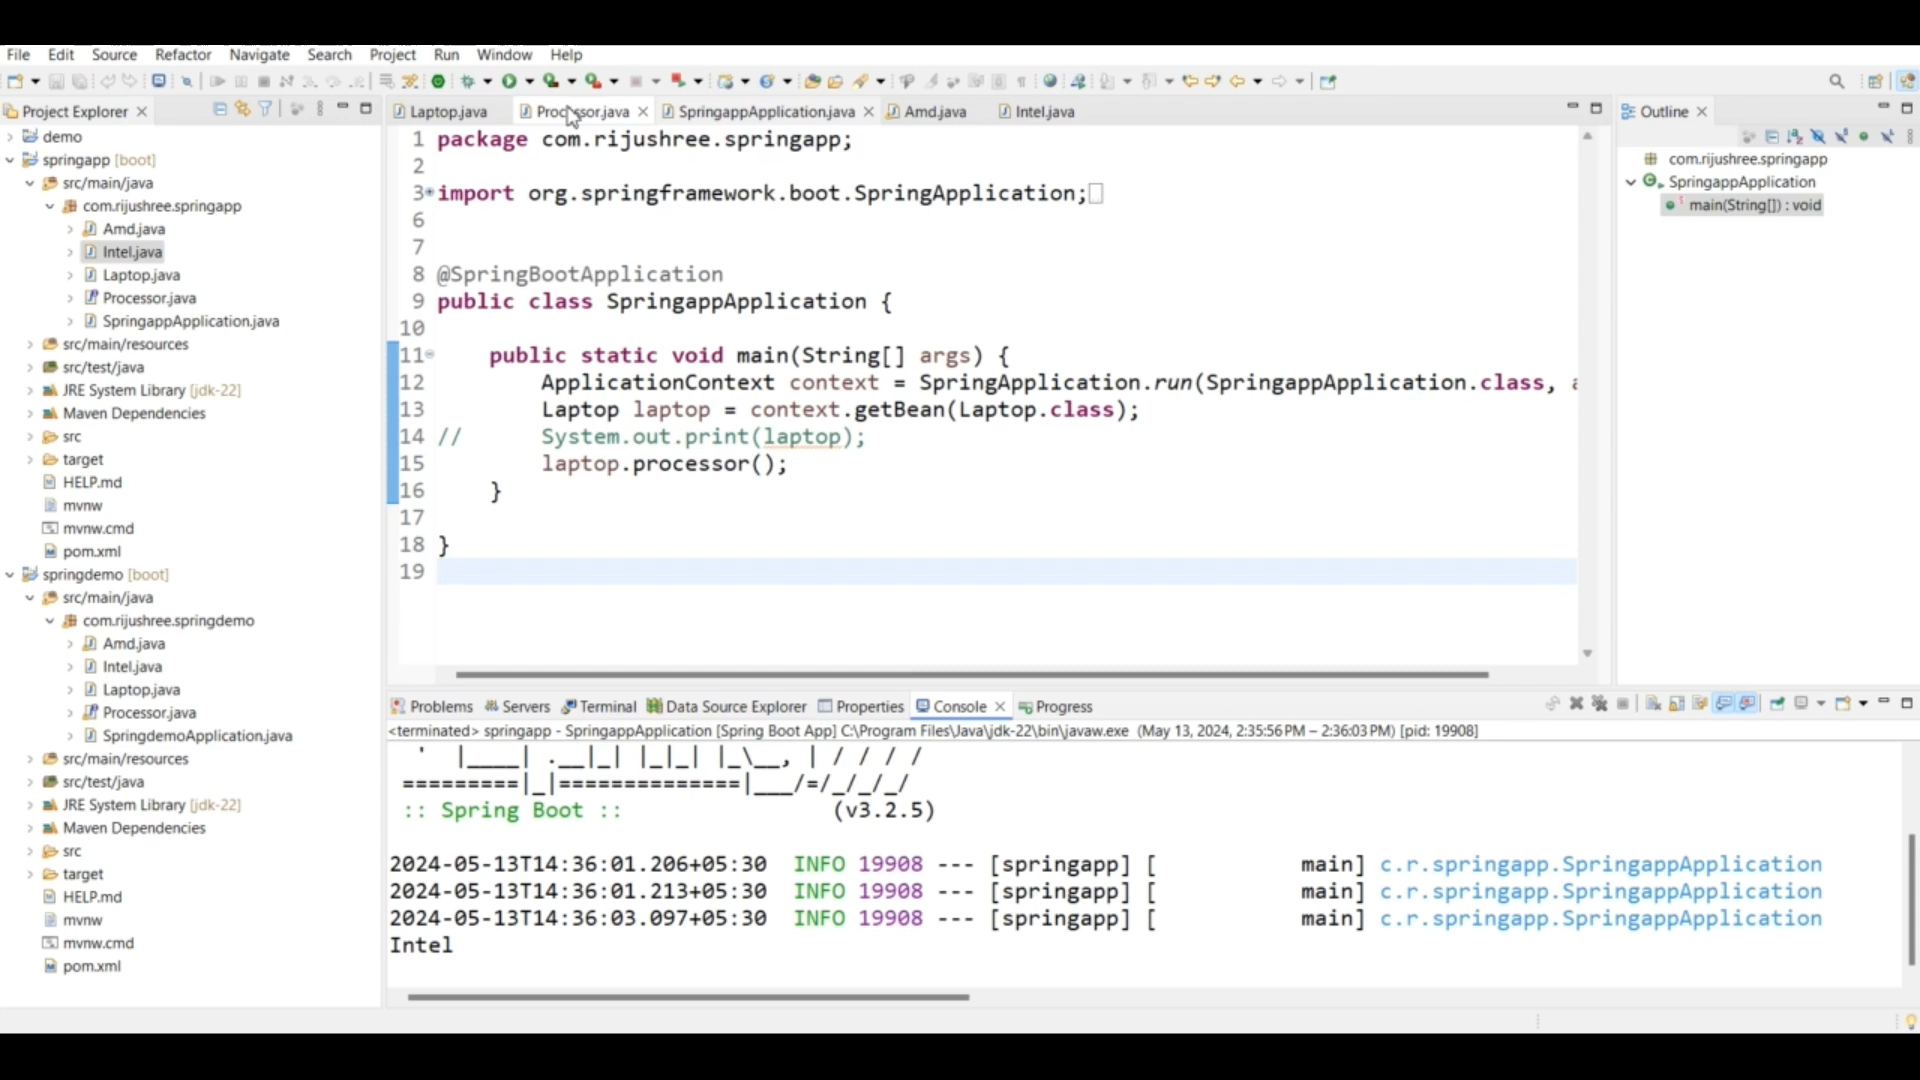 File Edit Source Refactor Navigate Search Project Run Window Help
Project Explorer
demo
springapp [boot]
src/main/java
com.rijushree.springapp
Amd.java
Intel.java
Laptop.java
Processor.java
SpringappApplication.java
src/main/resources
src/test/java
JRE System Library [jdk-22]
Maven Dependencies
src
target
HELP.md
mvnw
mvnw.cmd
pom.xml
springdemo [boot]
src/main/java
com.rijushree.springdemo
Amd.java
Intel.java
Laptop.java
Processor.java
SpringdemoApplication.java
src/main/resources
src/test/java
JRE System Library [jdk-22]
Maven Dependencies
src
target
HELP.md
mvnw
mvnw.cmd
pom.xml
Laptop.java Processor.java SpringappApplication.java Amd.java Intel.java
1 package com.rijushree.springapp;
2
3 import org.springframework.boot.SpringApplication;
6
7
8 @SpringBootApplication
9 public class SpringappApplication {
10
11 public static void main(String[] args) {
12 ApplicationContext context = SpringApplication.run(SpringappApplication.class, a
13 Laptop laptop = context.getBean(Laptop.class);
14 // System.out.print(laptop);
15 laptop.processor();
16 }
17
18 }
19
Outline
com.rijushree.springapp
SpringappApplication
main(String[]) : void
Problems Servers Terminal Data Source Explorer Properties Console Progress
<terminated> springapp - SpringappApplication [Spring Boot App] C:\Program Files\Java\jdk-22\bin\javaw.exe (May 13, 2024, 2:35:56 PM – 2:36:03 PM) [pid: 19908]
' |____| .__|_| |_|_| |_\__, | / / / /
=========|_|==============|___/=/_/_/_/
:: Spring Boot :: (v3.2.5)
2024-05-13T14:36:01.206+05:30 INFO 19908 --- [springapp] [ main] c.r.springapp.SpringappApplication
2024-05-13T14:36:01.213+05:30 INFO 19908 --- [springapp] [ main] c.r.springapp.SpringappApplication
2024-05-13T14:36:03.097+05:30 INFO 19908 --- [springapp] [ main] c.r.springapp.SpringappApplication
Intel